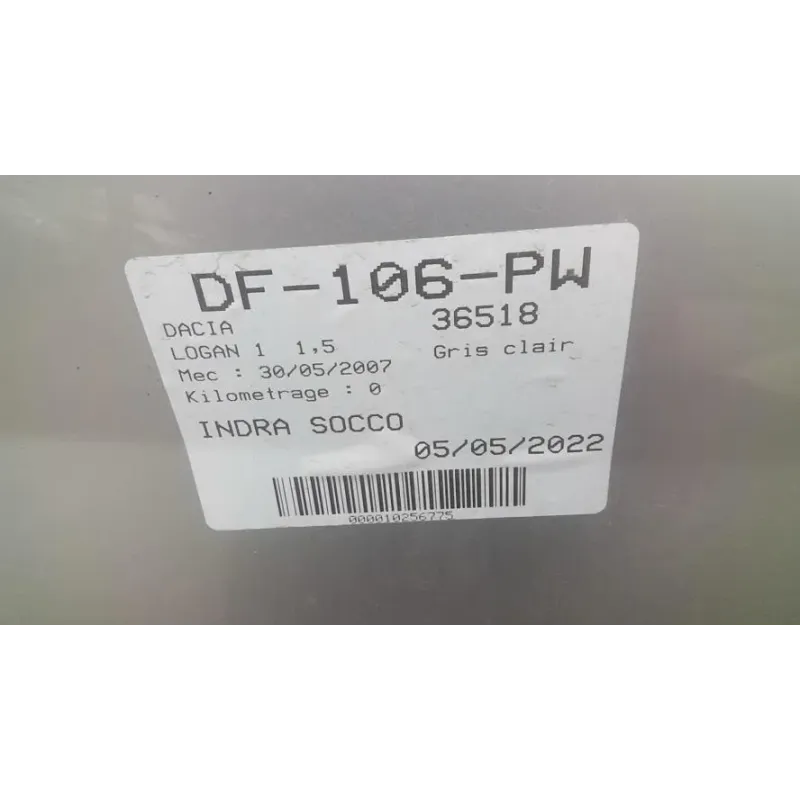 DF-106-PW
DACIA 36518
LOGAN 1 1,5 Gris clair
Mec : 30/05/2007
Kilometrage : 0
INDRA SOCCO
05/05/2022
000010256775